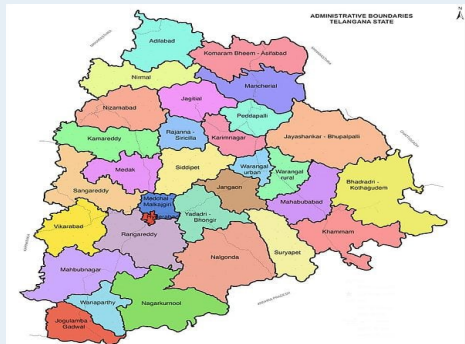 ADMINISTRATIVE BOUNDARIES
TELANGANA STATE
N
Adilabad
Komaram Bheem - Asifabad
Nirmal
Mancherial
Nizamabad
Jagitial
Peddapalli
Kamareddy
Rajanna -
Sircilla
Karimnagar
Jayashankar - Bhupalpalli
Medak
Siddipet
Warangal
urban
Warangal
rural
Bhadradri -
Kothagudem
Sangareddy
Jangaon
Mahabubabad
Medchal -
Malkajgiri
Yadadri -
Bhongir
Vikarabad
Rangareddy
Khammam
Suryapet
Nalgonda
Mahbubnagar
Wanaparthy
Nagarkurnool
Jogulamba
Gadwal
ANDHRA PRADESH